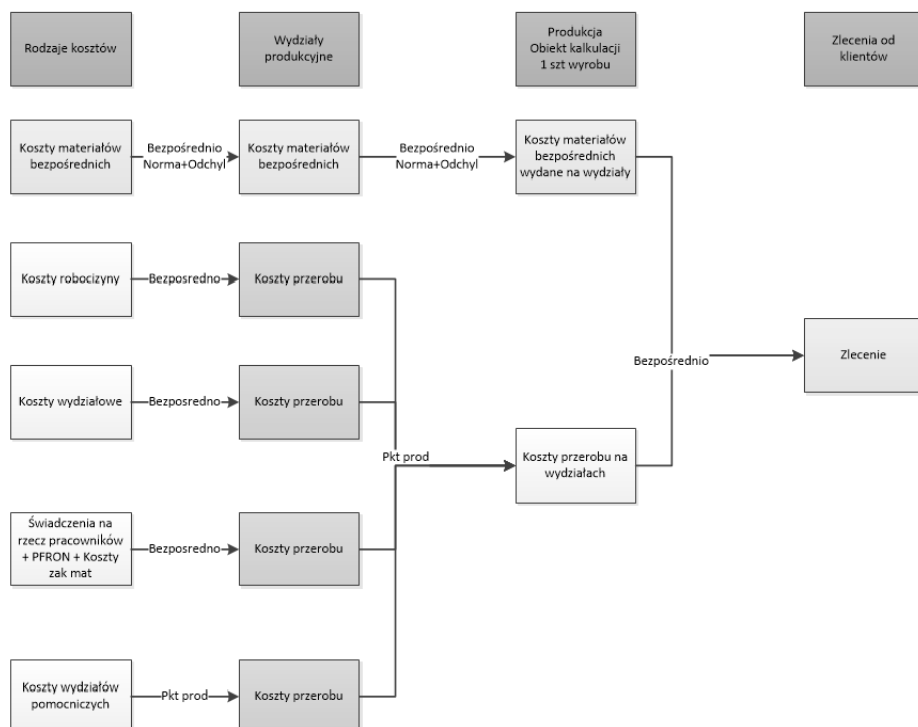 Rodzaje kosztów
Wydziały
produkcyjne
Produkcja
Obiekt kalkulacji
1 szt wyrobu
Zlecenia od
klientów
Koszty materiałów
bezpośrednich
Bezpośrednio
Norma+Odchyl
Koszty materiałów
bezpośrednich
Bezpośrednio
Norma+Odchyl
Koszty materiałów
bezpośrednich
wydane na wydziały
Koszty robocizyny
Bezposredno
Koszty przerobu
Koszty wydziałowe
Bezposredno
Koszty przerobu
Pkt prod
Koszty przerobu na
wydziałach
Bezpośrednio
Zlecenie
Świadczenia na
rzecz pracowników
+ PFRON + Koszty
zak mat
Bezposredno
Koszty przerobu
Koszty wydziałów
pomocniczych
Pkt prod
Koszty przerobu